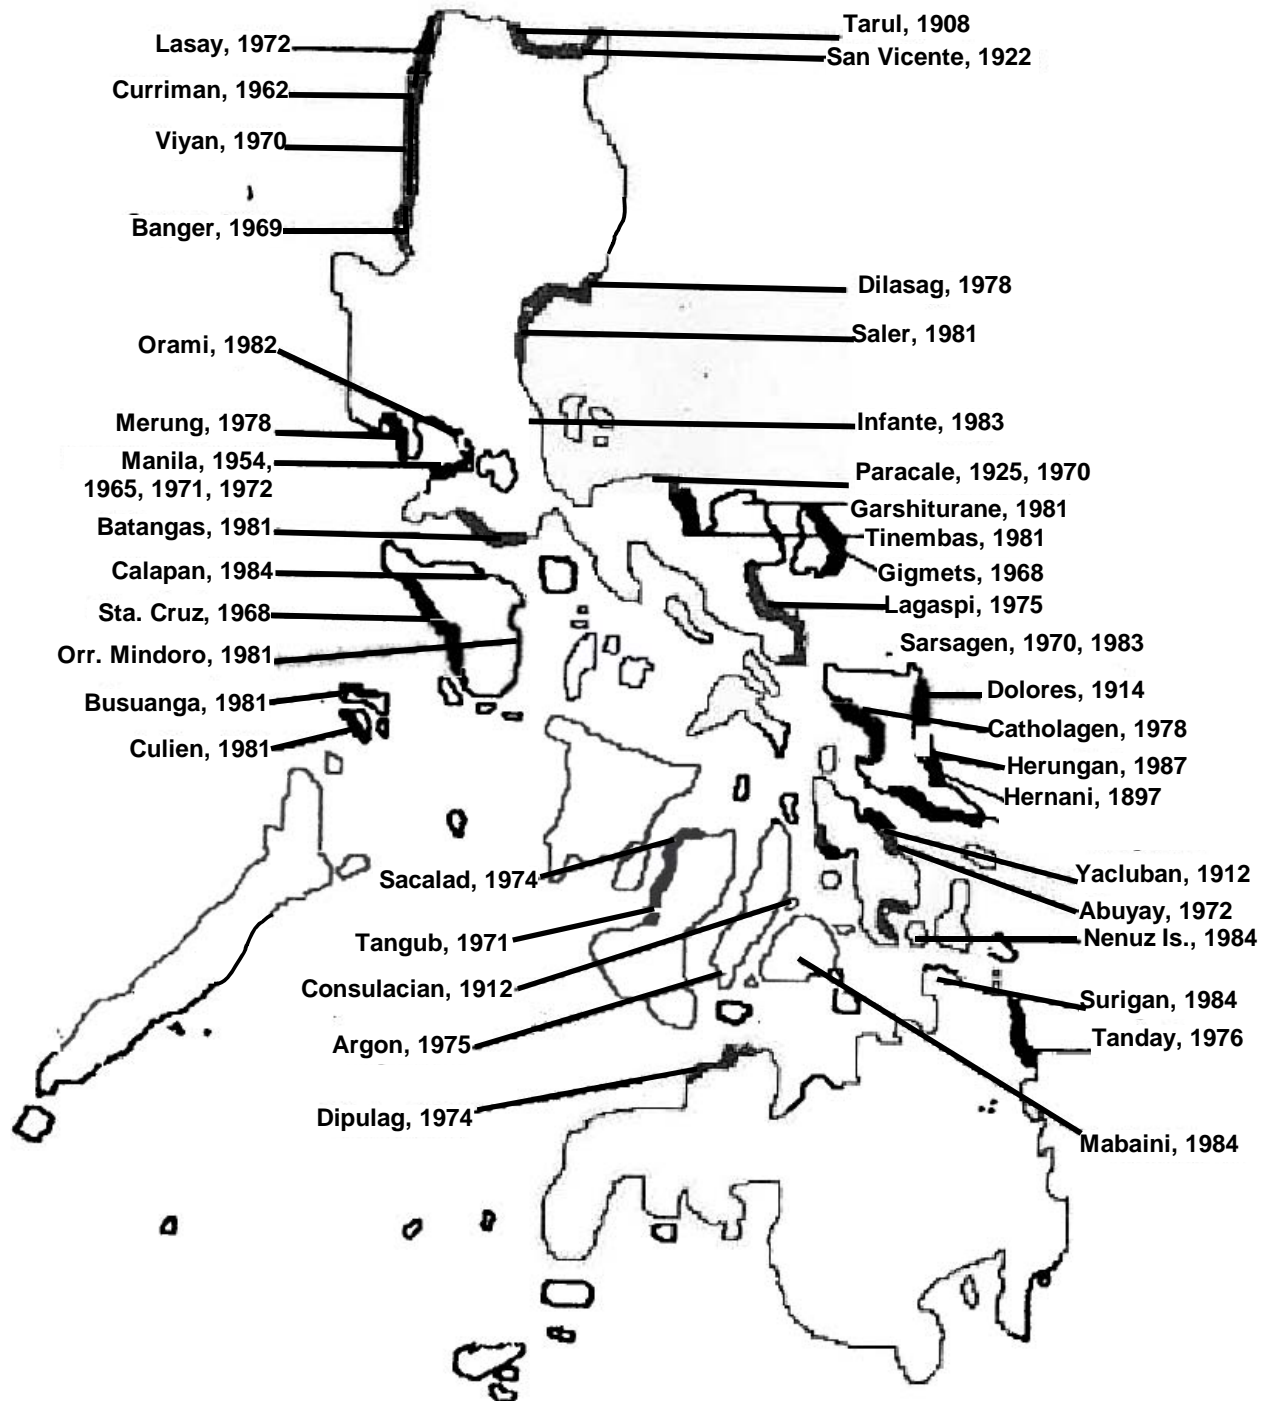 Tarul, 1908
Lasay, 1972
San Vicente, 1922
Curriman, 1962
Viyan, 1970
Banger, 1969
Dilasag, 1978
Saler, 1981
Orami, 1982
Merung, 1978
Infante, 1983
Manila, 1954,
1965, 1971, 1972
Paracale, 1925, 1970
Garshiturane, 1981
Batangas, 1981
Tinembas, 1981
Calapan, 1984
Gigmets, 1968
Sta. Cruz, 1968
Lagaspi, 1975
Orr. Mindoro, 1981
Sarsagen, 1970, 1983
Busuanga, 1981
Dolores, 1914
Culien, 1981
Catholagen, 1978
Herungan, 1987
Hernani, 1897
Sacalad, 1974
Yacluban, 1912
Abuyay, 1972
Tangub, 1971
Nenuz Is., 1984
Consulacian, 1912
Surigan, 1984
Argon, 1975
Tanday, 1976
Dipulag, 1974
Mabaini, 1984